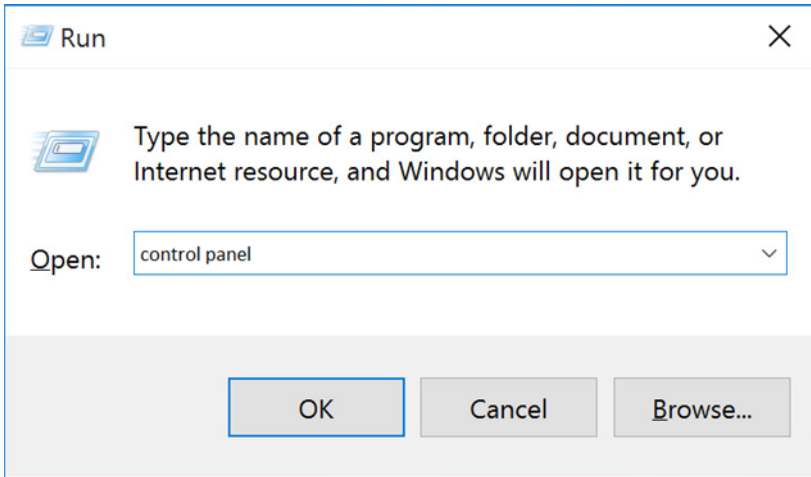 Run
Type the name of a program, folder, document, or
Internet resource, and Windows will open it for you.
Open: control panel
OK Cancel Browse...